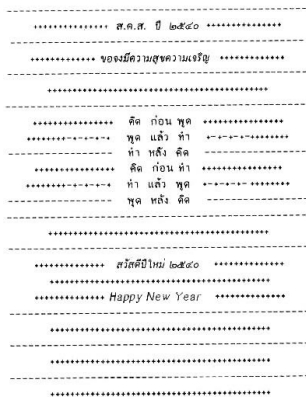 ส.ค.ส. ปี ๒๕๔๐
ขอจงมีความสุขความเจริญ
คิด ก่อน พูด
พูด แล้ว ทำ
ทำ หลัง คิด
คิด ก่อน ทำ
ทำ แล้ว พูด
พูด หลัง คิด
สวัสดีปีใหม่ ๒๕๔๐
Happy New Year